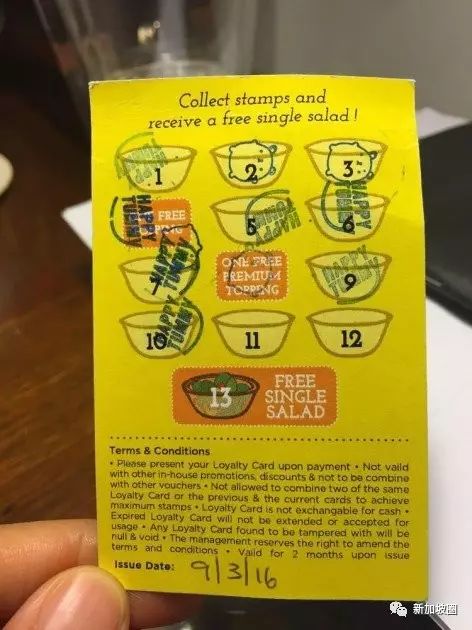 Collect stamps and
receive a free single salad!
1 2 3
FREE 5 6
7 ONE FREE PREMIUM TOPPING 9
HAPPY TUMMY
10 11 12
13 FREE
SINGLE
SALAD
Terms & Conditions
• Please present your Loyalty Card upon payment • Not valid
with other in-house promotions, discounts & not to be combine
with other vouchers • Not allowed to combine two of the same
Loyalty Card or the previous & the current cards to achieve
maximum stamps • Loyalty Card is not exchangable for cash •
Expired Loyalty Card will not be extended or accepted for
usage • Any Loyalty Card found to be tampered with will be
null & void • The management reserves the right to amend the
terms and conditions • Valid for 2 months upon issue
Issue Date: 9/3/16
新加坡圈